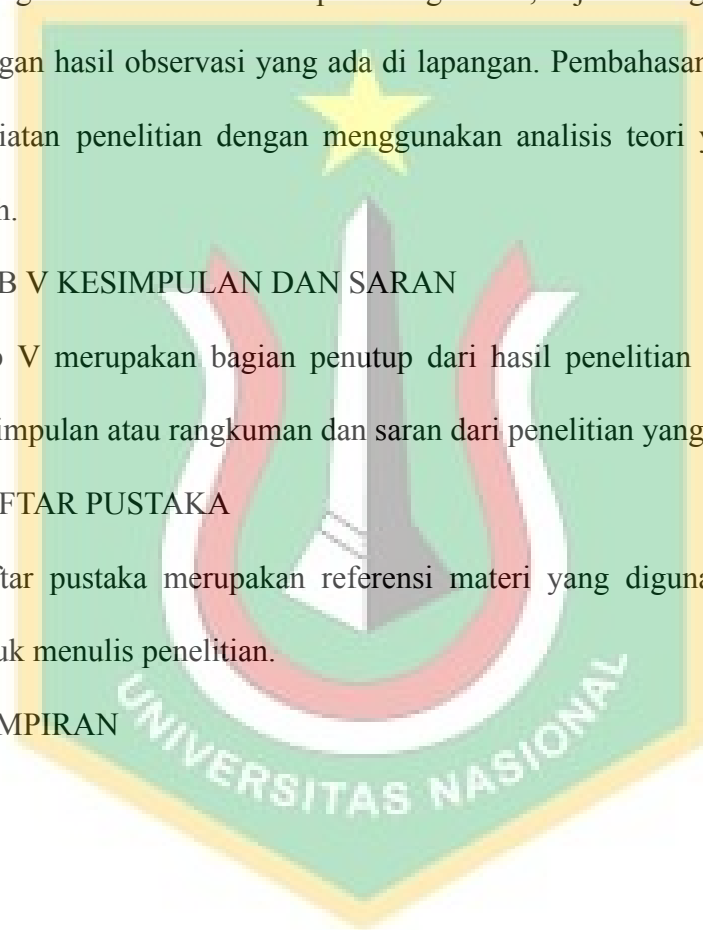 gan hasil observasi yang ada di lapangan. Pembahasan
iatan penelitian dengan menggunakan analisis teori y
n.
B V KESIMPULAN DAN SARAN
V merupakan bagian penutup dari hasil penelitian
impulan atau rangkuman dan saran dari penelitian yang
FTAR PUSTAKA
tar pustaka merupakan referensi materi yang diguna
uk menulis penelitian.
MPIRAN
UNIVERSITAS NASIONAL